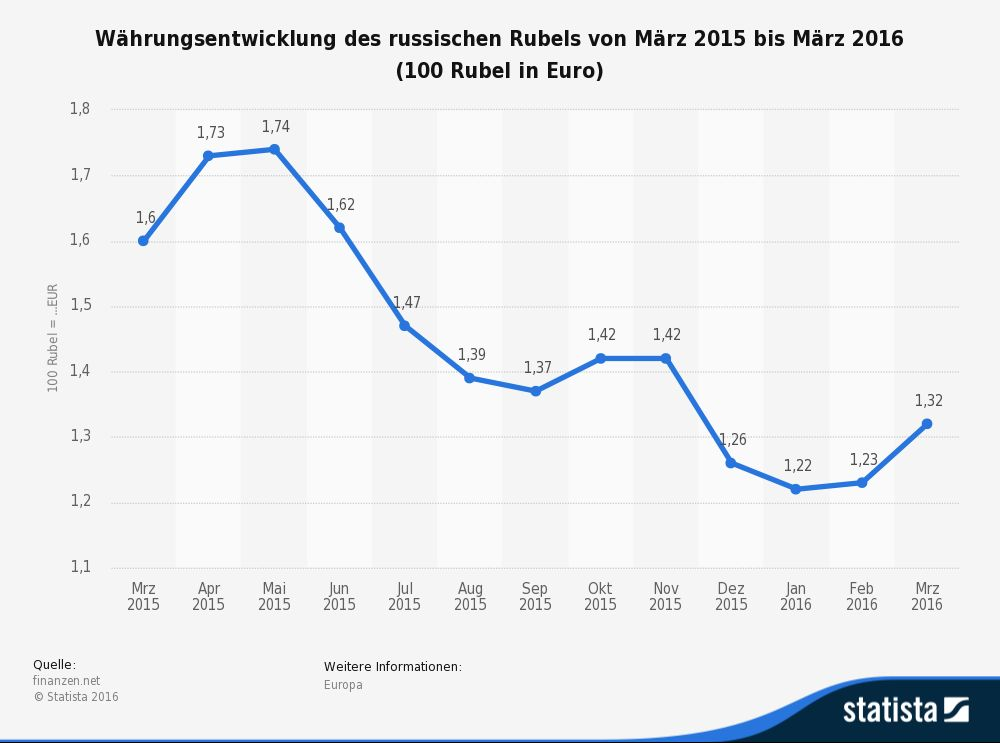 Währungsentwicklung des russischen Rubels von März 2015 bis März 2016
(100 Rubel in Euro)
100 Rubel = ...EUR
1,8
1,7
1,6
1,5
1,4
1,3
1,2
1,1
1,6
1,73
1,74
1,62
1,47
1,39
1,37
1,42
1,42
1,26
1,22
1,23
1,32
Mrz Apr Mai Jun Jul Aug Sep Okt Nov Dez Jan Feb Mrz
2015 2015 2015 2015 2015 2015 2015 2015 2015 2015 2016 2016 2016
Quelle:
finanzen.net
© Statista 2016
Weitere Informationen:
Europa
statista